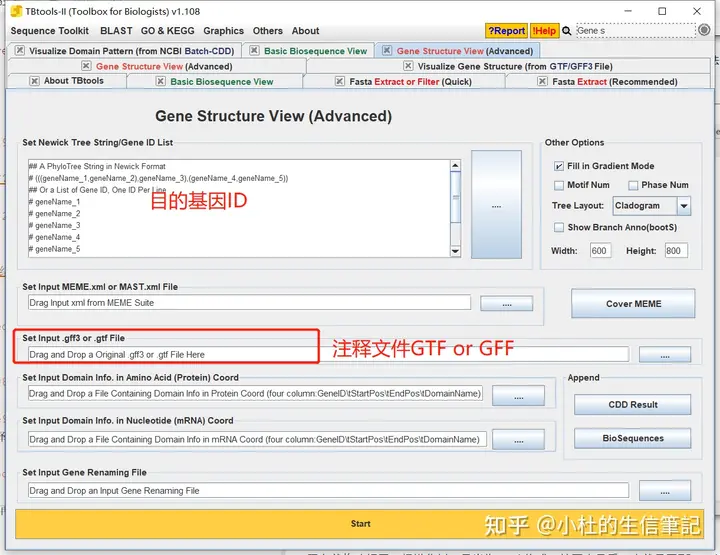 TBtools-II (Toolbox for Biologists) v1.108
Sequence Toolkit BLAST GO & KEGG Graphics Others About ?Report !Help Gene s
Visualize Domain Pattern (from NCBI Batch-CDD) Basic Biosequence View Gene Structure View (Advanced)
Gene Structure View (Advanced) Visualize Gene Structure (from GTF/GFF3 File)
About TBtools Basic Biosequence View Fasta Extract or Filter (Quick) Fasta Extract (Recommended)
Gene Structure View (Advanced)
Set Newick Tree String/Gene ID List
## A PhyloTree String in Newick Format
# (((geneName_1,geneName_2),geneName_3),(geneName_4,geneName_5))
## Or a List of Gene ID, One ID Per Line
# geneName_1
# geneName_2
# geneName_3
# geneName_4
# geneName_5
目的基因ID
....
Other Options
Fill in Gradient Mode
Motif Num Phase Num
Tree Layout: Cladogram
Show Branch Anno(bootS)
Width: 600 Height: 800
Set Input MEME.xml or MAST.xml File
Drag Input xml from MEME Suite ....
Cover MEME
Set Input .gff3 or .gtf File
Drag and Drop a Original .gff3 or .gtf File Here ....
注释文件GTF or GFF
Set Input Domain Info. in Amino Acid (Protein) Coord
Drag and Drop a File Containing Domain Info in Protein Coord (four column:GeneID\tStartPos\tEndPos\tDomainName) ....
Set Input Domain Info. in Nucleotide (mRNA) Coord
Drag and Drop a File Containing Domain Info in mRNA Coord (four column:GeneID\tStartPos\tEndPos\tDomainName) ....
Append
CDD Result
BioSequences
Set Input Gene Renaming File
Drag and Drop an Input Gene Renaming File ....
Start
知乎 @小杜的生信筆記